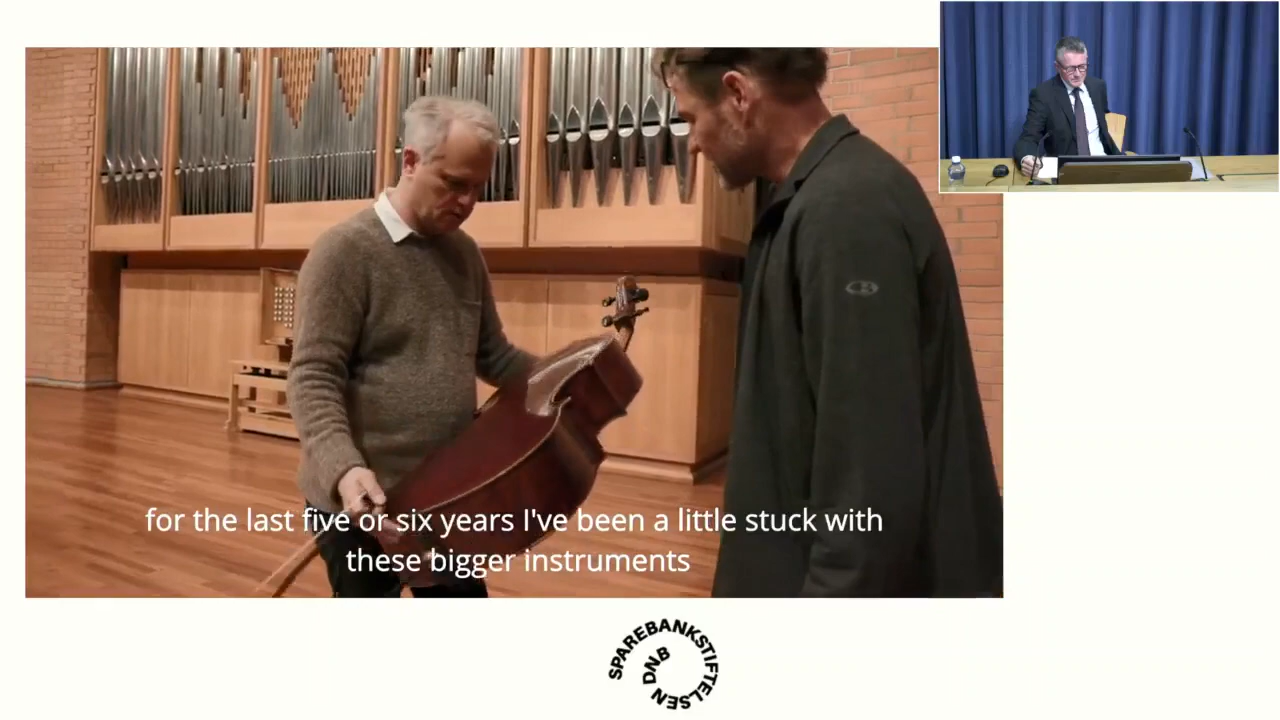 for the last five or six years I've been a little stuck with
these bigger instruments
SPAREBANKSTIFTELSEN
DNB